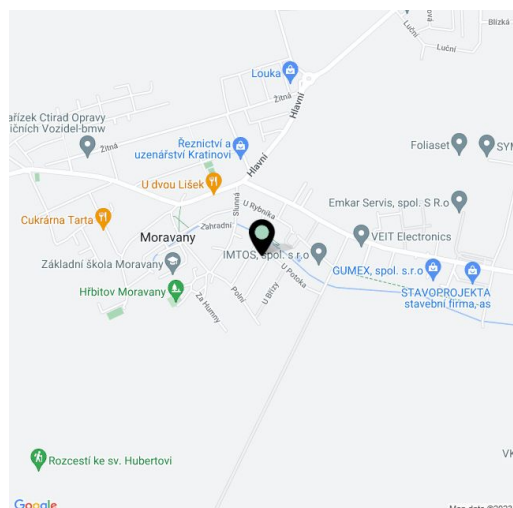 Blízká
Luční
Luční
Louka
Žitná
Hlavní
ařízek Ctirad Opravy
ičních Vozidel-bmw
Žitná
Řeznictví a
uzenářství Kratinovi
Hlavní
Foliaset
SYM
U dvou Lišek
Slunná
U Rybníka
Emkar Servis, spol. S R.o
Cukrárna Tarta
Zahradní
Moravany
VEIT Electronics
IMTOS, spol. s r.o
Základní škola Moravany
GUMEX, spol. s.r.o
U Potoka
STAVOPROJEKTA
stavební firma, as
Hřbitov Moravany
Polní
U Břízy
Za Humny
Rozcestí ke sv. Hubertovi
VK
Google